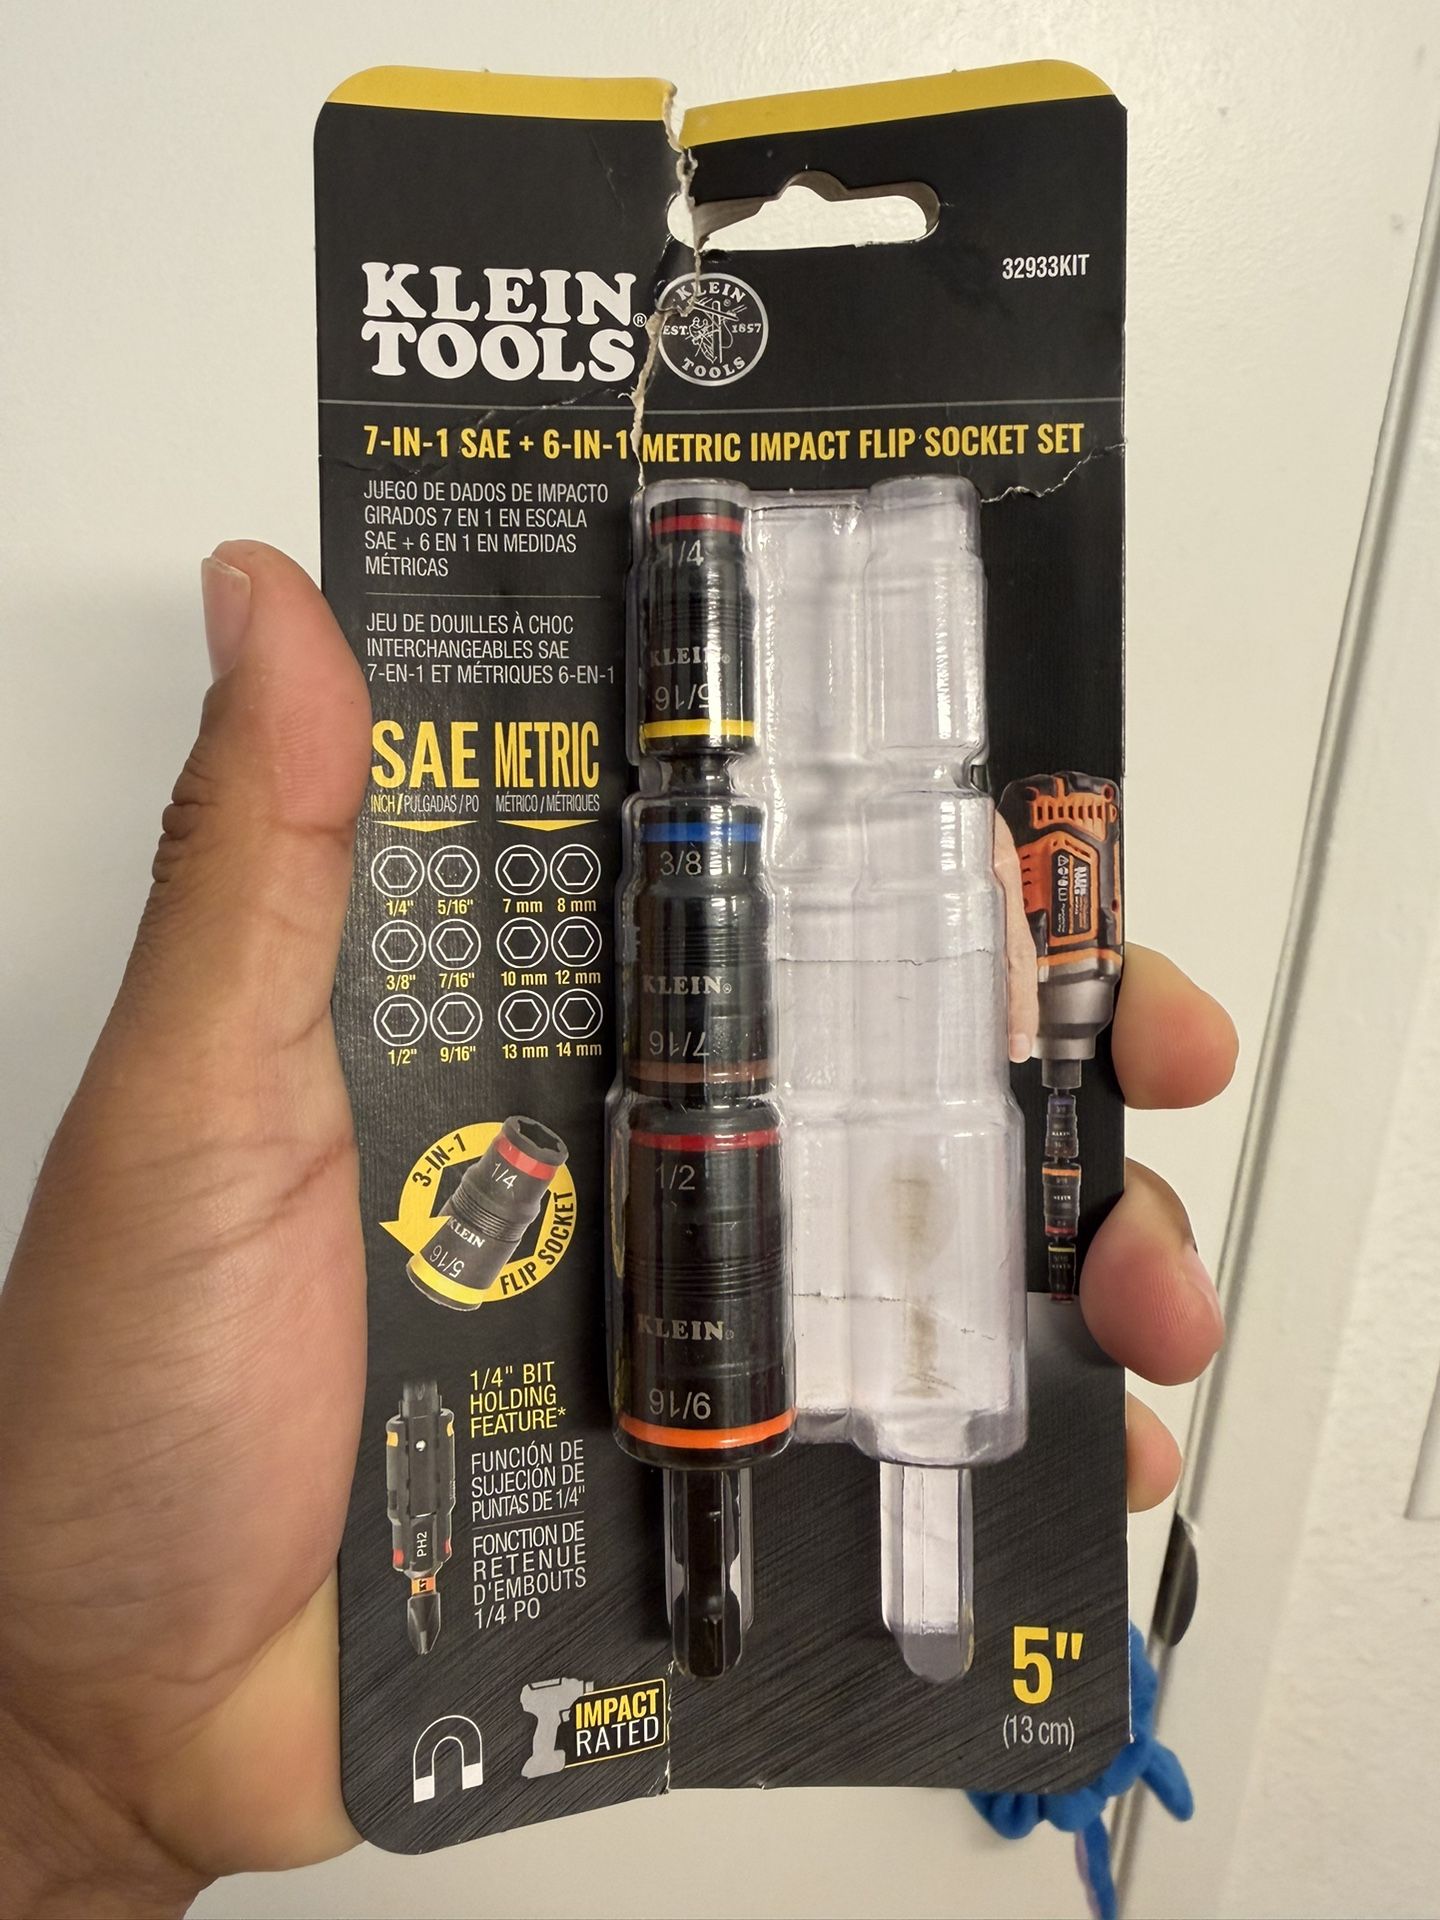 32933KIT
KLEIN
TOOLS®
KLEIN
EST. 1857
TOOLS
7-IN-1 SAE + 6-IN-1 METRIC IMPACT FLIP SOCKET SET
JUEGO DE DADOS DE IMPACTO
GIRADOS 7 EN 1 EN ESCALA
SAE + 6 EN 1 EN MEDIDAS
MÉTRICAS
JEU DE DOUILLES À CHOC
INTERCHANGEABLES SAE
7-EN-1 ET MÉTRIQUES 6-EN-1
SAE METRIC
INCH / PULGADAS / PO MÉTRICO / MÉTRIQUES
1/4" 5/16" 7 mm 8 mm
3/8" 7/16" 10 mm 12 mm
1/2" 9/16" 13 mm 14 mm
3-IN-1
FLIP SOCKET
1/4
KLEIN
5/16
1/4" BIT
HOLDING
FEATURE*
FUNCIÓN DE
SUJECIÓN DE
PUNTAS DE 1/4"
FONCTION DE
RETENUE
D'EMBOUTS
1/4 PO
PH2
IMPACT
RATED
1/4
KLEIN®
5/16
3/8
KLEIN®
7/16
1/2
KLEIN®
9/16
5"
(13 cm)